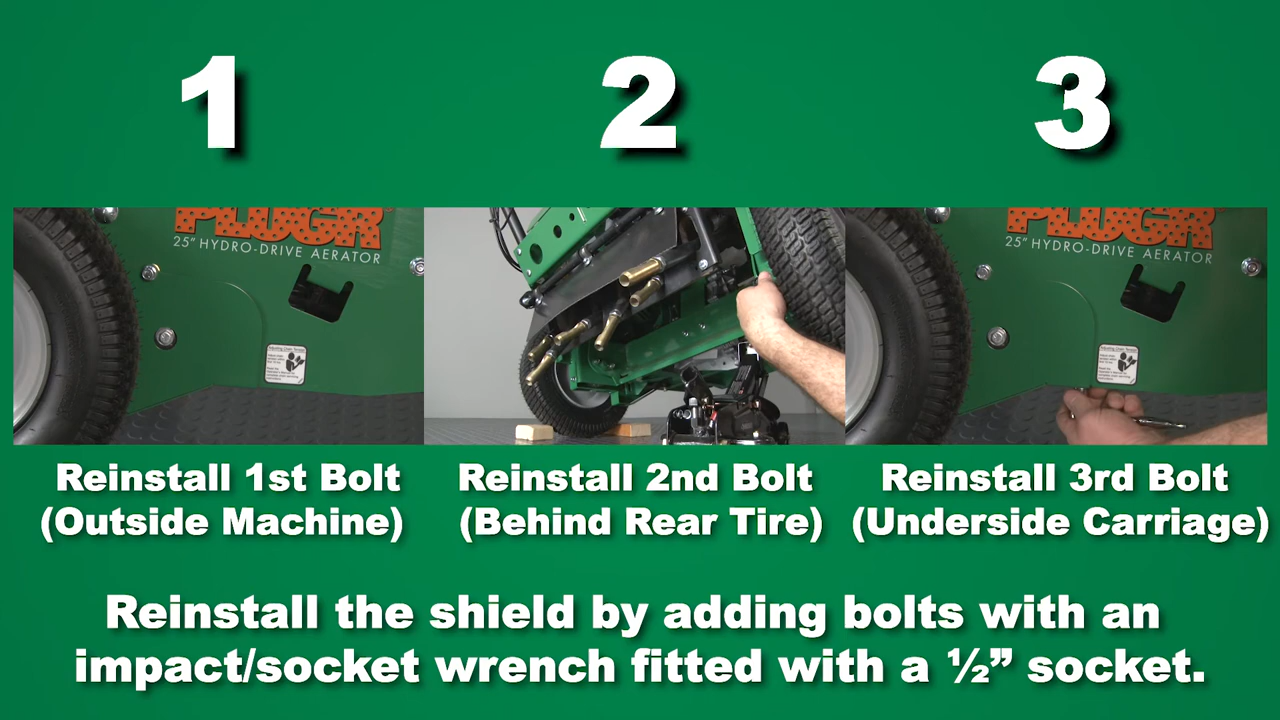 1
2
3
PLUGR
25" HYDRO-DRIVE AERATOR
PLUGR
25" HYDRO-DRIVE AERATOR
Reinstall 1st Bolt
(Outside Machine)
Reinstall 2nd Bolt
(Behind Rear Tire)
Reinstall 3rd Bolt
(Underside Carriage)
Reinstall the shield by adding bolts with an
impact/socket wrench fitted with a ½” socket.